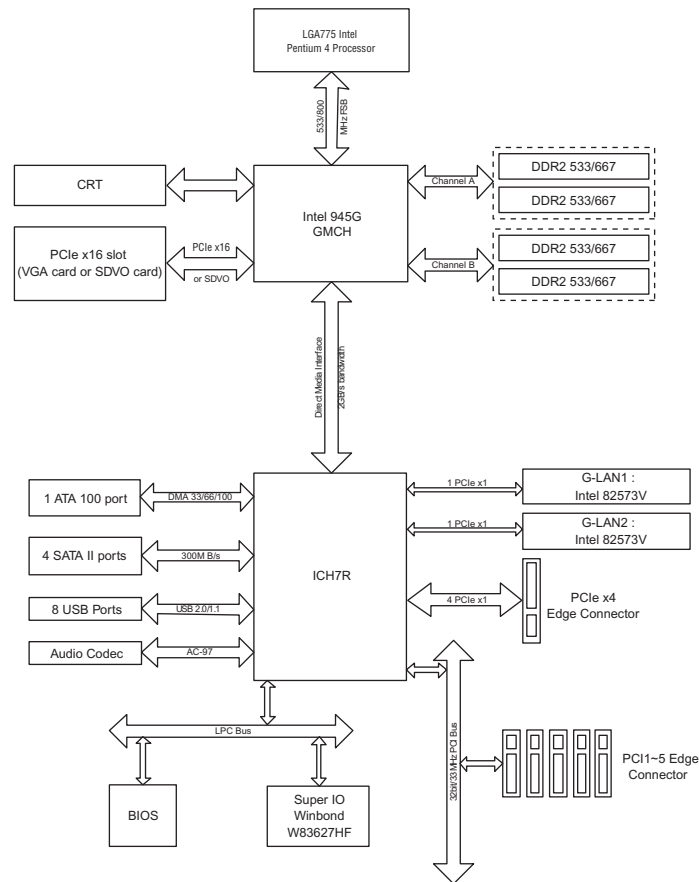 LGA775 Intel
Pentium 4 Processor
533/800
MHz FSB
CRT
Intel 945G
GMCH
Channel A
DDR2 533/667
DDR2 533/667
PCIe x16 slot
(VGA card or SDVO card)
PCIe x16
or SDVO
Channel B
DDR2 533/667
DDR2 533/667
Direct Media Interface
2GB/s bandwidth
1 ATA 100 port
DMA 33/66/100
1 PCIe x1
G-LAN1 :
Intel 82573V
1 PCIe x1
G-LAN2 :
Intel 82573V
4 SATA II ports
300M B/s
ICH7R
8 USB Ports
USB 2.0/1.1
4 PCIe x1
PCIe x4
Edge Connector
Audio Codec
AC-97
LPC Bus
32bit/33 MHz PCI Bus
PCI1~5 Edge
Connector
BIOS
Super IO
Winbond
W83627HF